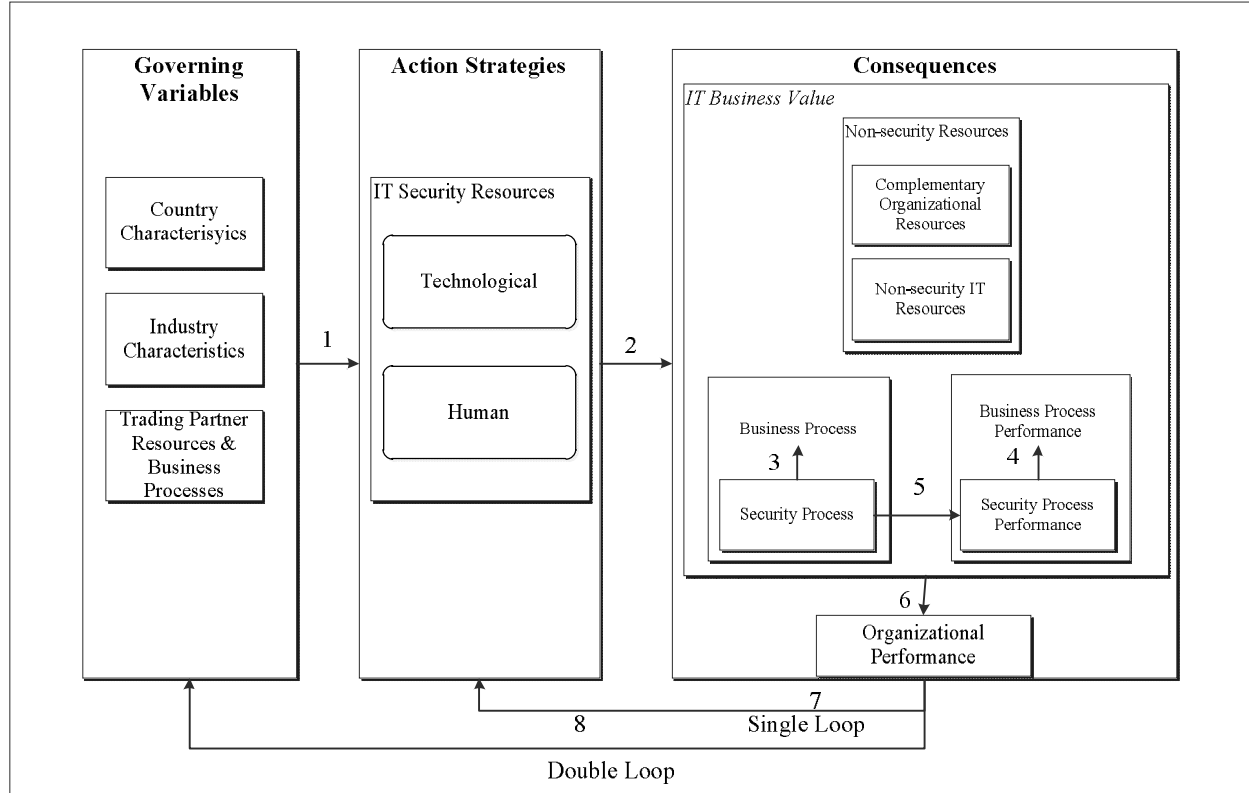 Governing
Variables
Country
Characterisyics
Industry
Characteristics
Trading Partner
Resources &
Business
Processes
1
Action Strategies
IT Security Resources
Technological
Human
2
Consequences
IT Business Value
Non-security Resources
Complementary
Organizational
Resources
Non-security IT
Resources
Business Process
3
Security Process
5
Business Process
Performance
4
Security Process
Performance
6
Organizational
Performance
7
Single Loop
8
Double Loop